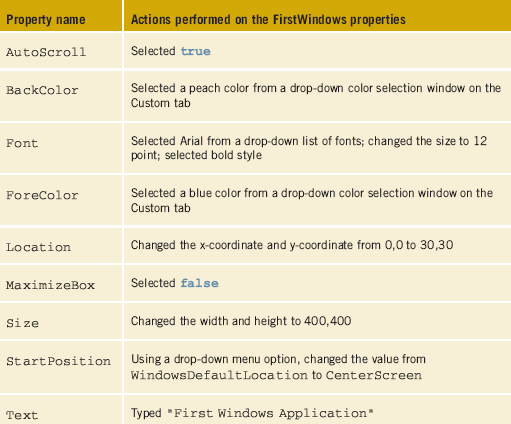 Property name Actions performed on the FirstWindows properties
AutoScroll Selected true
BackColor Selected a peach color from a drop-down color selection window on the
Custom tab
Font Selected Arial from a drop-down list of fonts; changed the size to 12
point; selected bold style
ForeColor Selected a blue color from a drop-down color selection window on the
Custom tab
Location Changed the x-coordinate and y-coordinate from 0,0 to 30,30
MaximizeBox Selected false
Size Changed the width and height to 400,400
StartPosition Using a drop-down menu option, changed the value from
WindowsDefaultLocation to CenterScreen
Text Typed "First Windows Application"